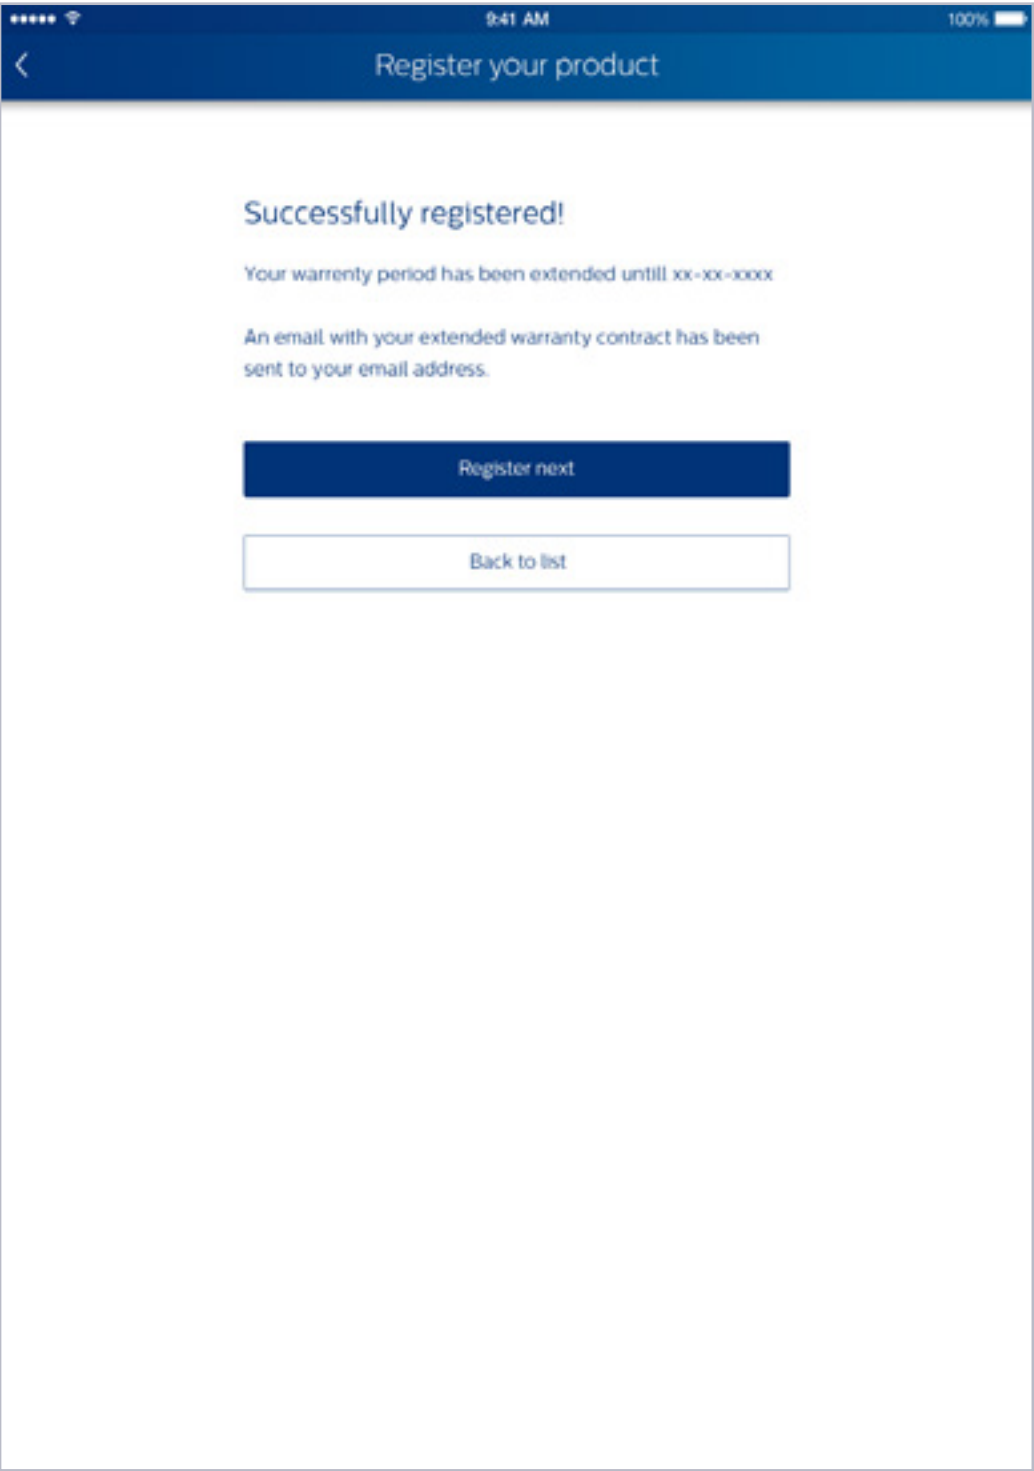 9:41 AM
100%
Register your product
Successfully registered!
Your warrenty period has been extended untill xx-xx-xxxx
An email with your extended warranty contract has been
sent to your email address.
Register next
Back to list